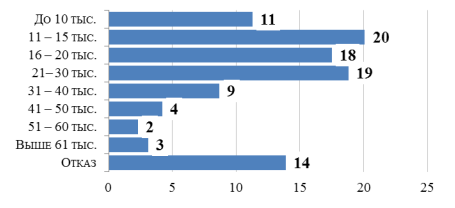 До 10 тыс. 11
11 – 15 тыс. 20
16 – 20 тыс. 18
21–30 тыс. 19
31 – 40 тыс. 9
41 – 50 тыс. 4
51 – 60 тыс. 2
Выше 61 тыс. 3
Отказ 14
0 5 10 15 20 25